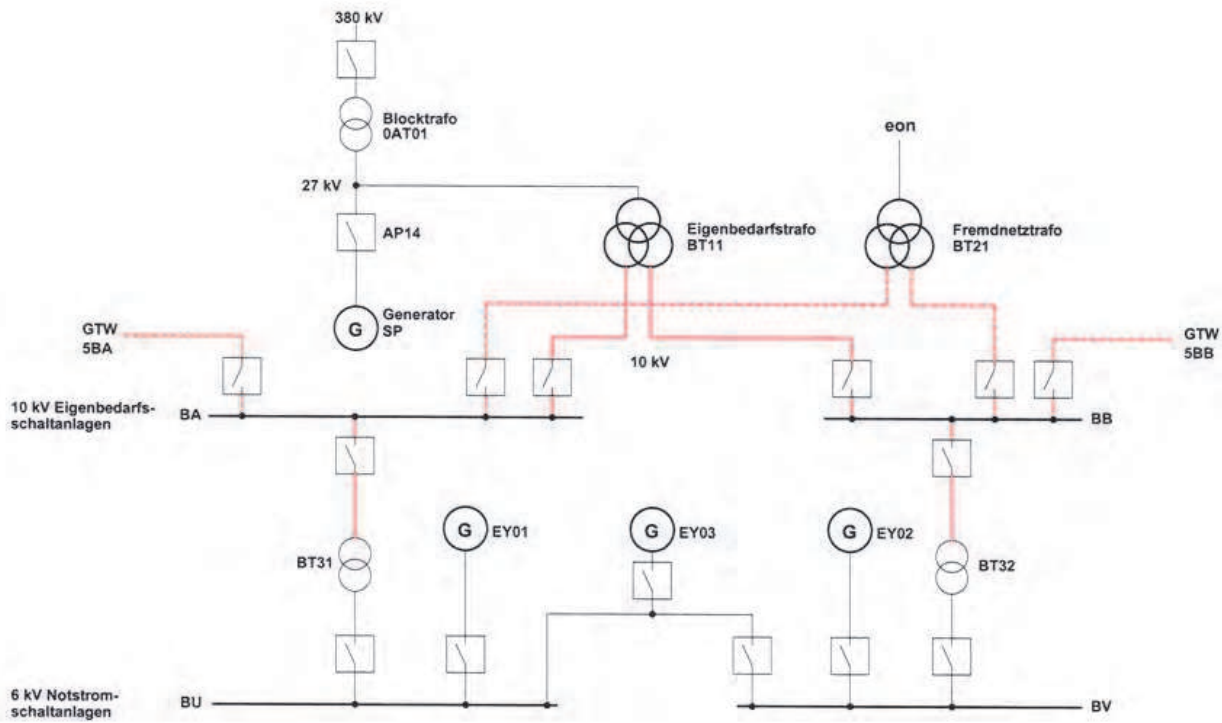 380 kV
Blocktrafo
0AT01
eon
27 kV
AP14
Eigenbedarfstrafo
BT11
Fremdnetztrafo
BT21
G
Generator
SP
GTW
5BA
10 kV
GTW
5BB
10 kV Eigenbedarfs-
schaltanlagen
BA
BB
G
EY01
G
EY03
G
EY02
BT31
BT32
6 kV Notstrom-
schaltanlagen
BU
BV